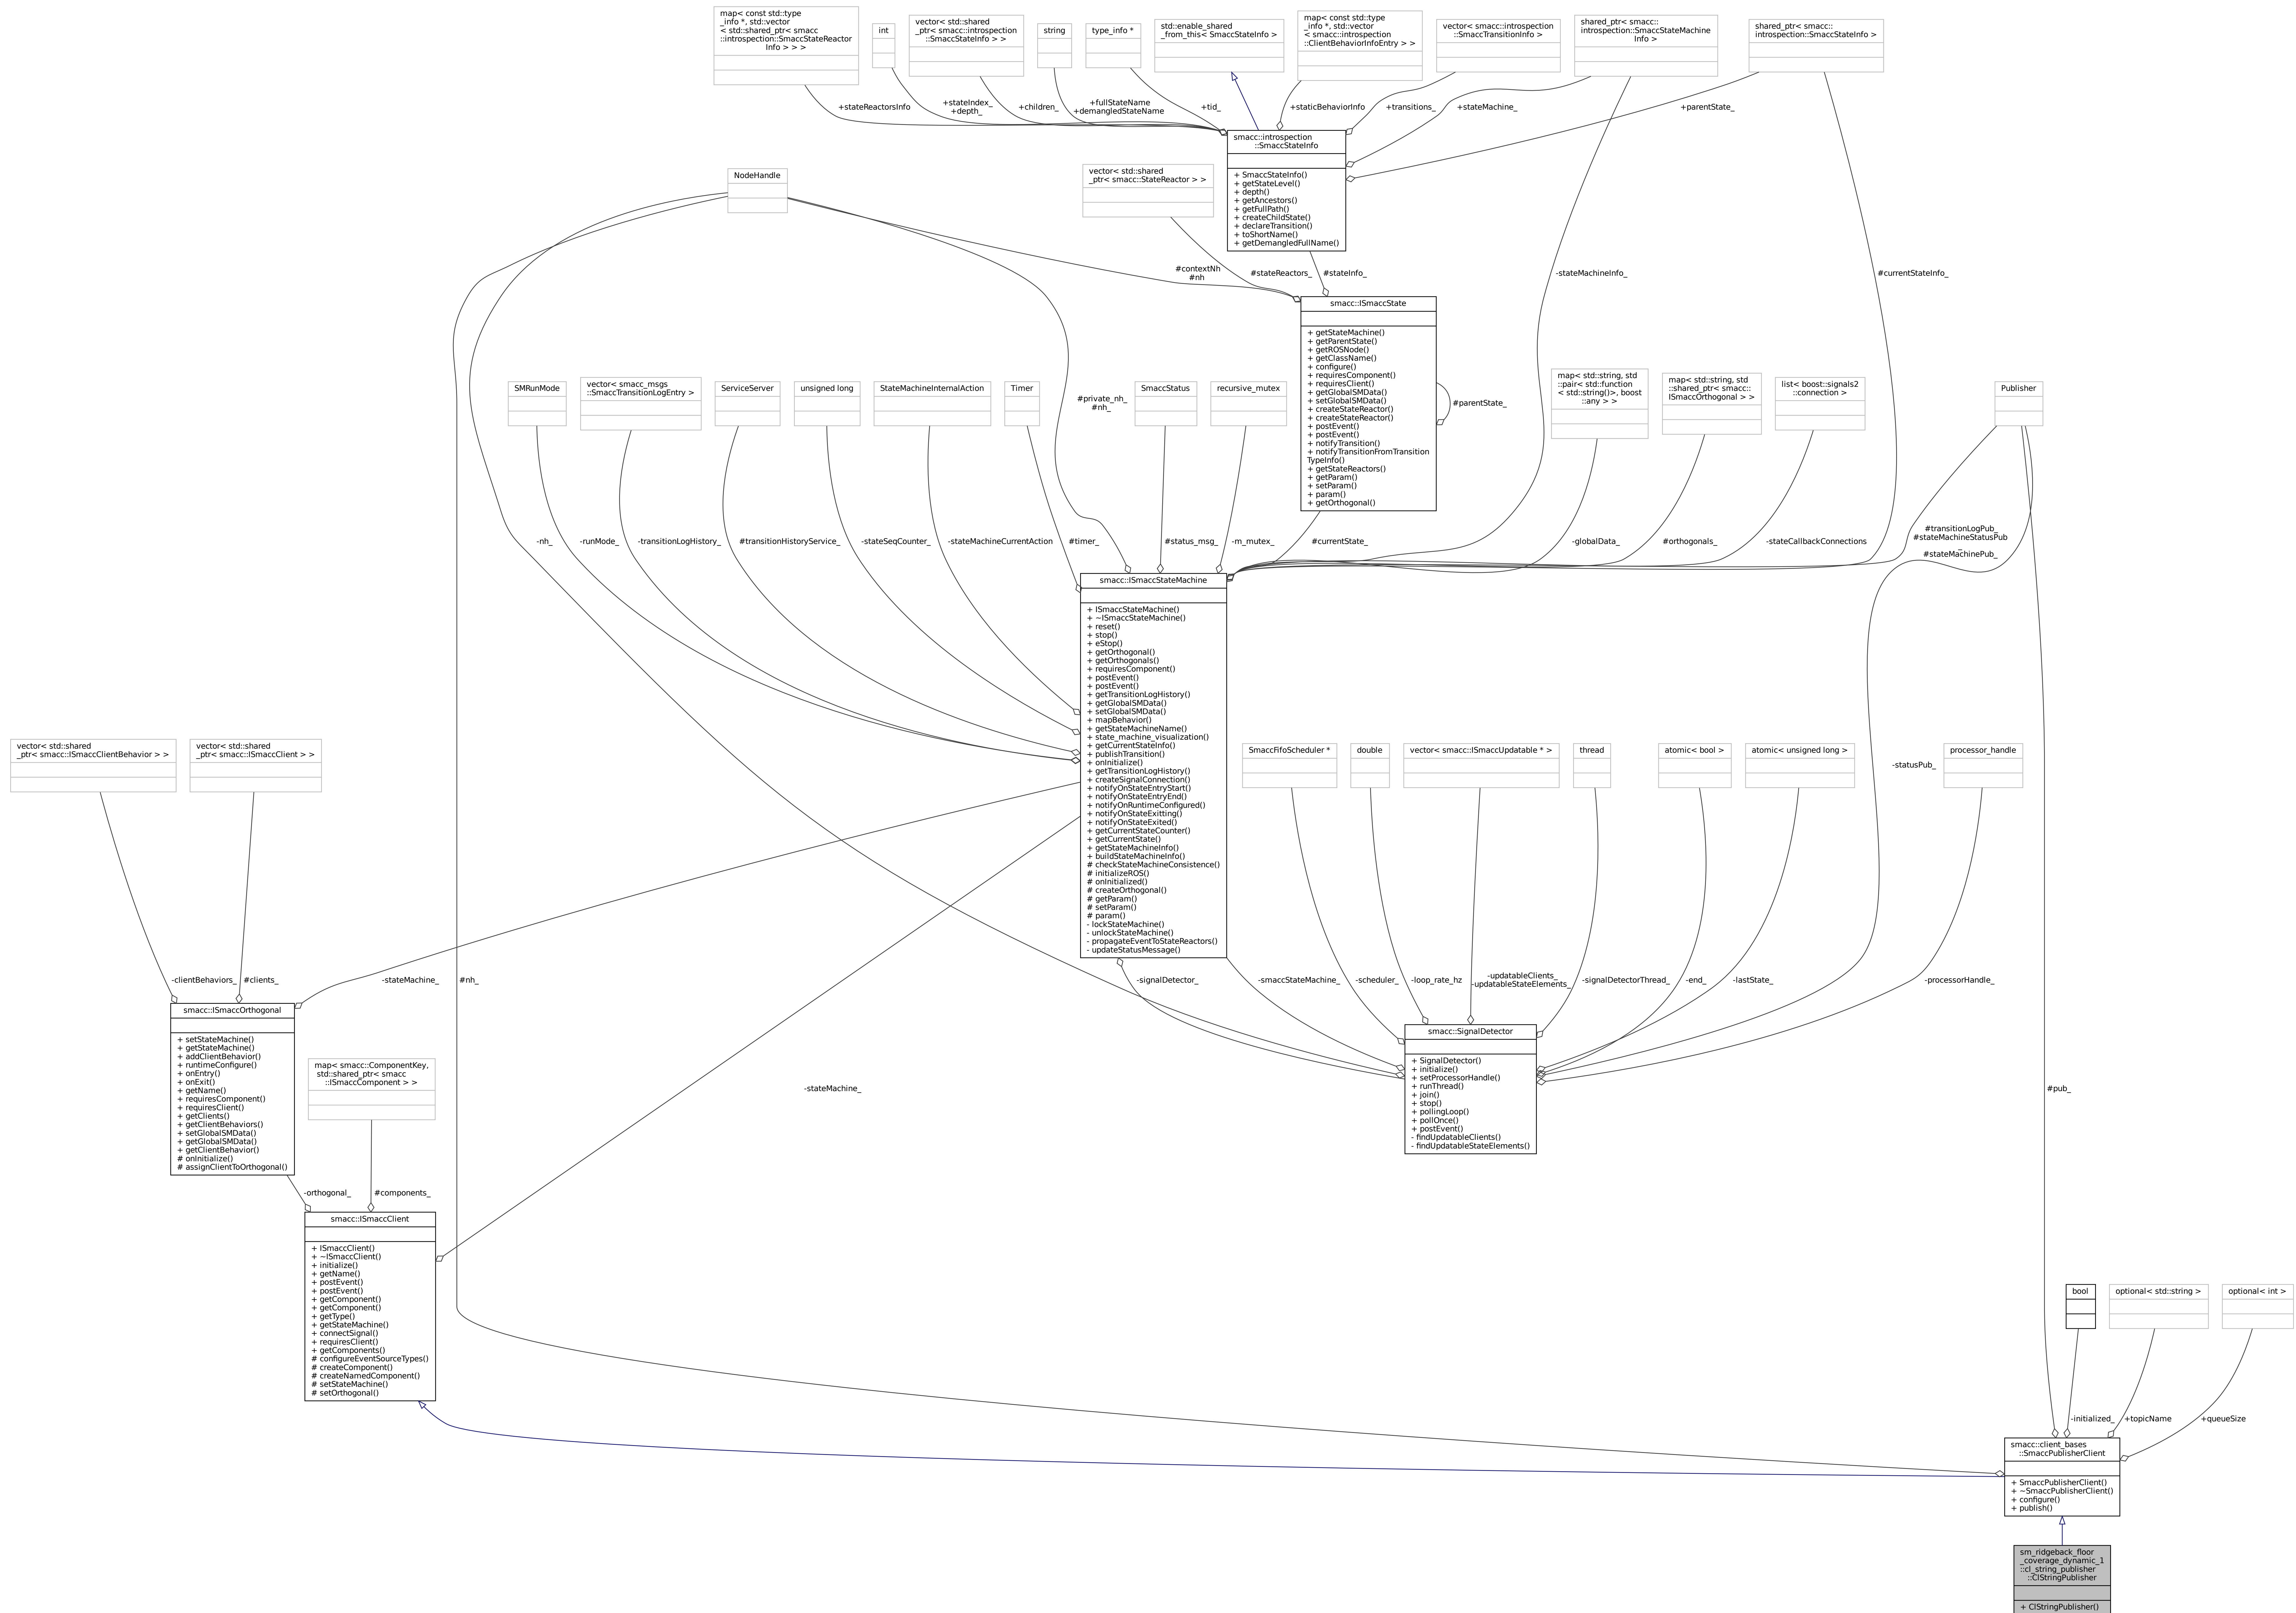 map< const std::type
_info *, std::vector
< std::shared_ptr< smacc
::introspection::SmaccStateReactor
Info > > >
int
vector< std::shared
_ptr< smacc::introspection
::SmaccStateInfo > >
string
type_info *
std::enable_shared
_from_this< SmaccStateInfo >
map< const std::type
_info *, std::vector
< smacc::introspection
::ClientBehaviorInfoEntry > >
vector< smacc::introspection
::SmaccTransitionInfo >
shared_ptr< smacc::
introspection::SmaccStateMachine
Info >
shared_ptr< smacc::
introspection::SmaccStateInfo >
+stateReactorsInfo
+stateIndex_
+depth_
+children_
+fullStateName
+demangledStateName
+tid_
+staticBehaviorInfo
+transitions_
+stateMachine_
+parentState_
smacc::introspection
::SmaccStateInfo
+ SmaccStateInfo()
+ getStateLevel()
+ depth()
+ getAncestors()
+ getFullPath()
+ createChildState()
+ declareTransition()
+ toShortName()
+ getDemangledFullName()
NodeHandle
vector< std::shared
_ptr< smacc::StateReactor > >
#contextNh
#nh
#stateReactors_
#stateInfo_
-stateMachineInfo_
#currentStateInfo_
smacc::ISmaccState
+ getStateMachine()
+ getParentState()
+ getROSNode()
+ getClassName()
+ configure()
+ requiresComponent()
+ requiresClient()
+ getGlobalSMData()
+ setGlobalSMData()
+ createStateReactor()
+ createStateReactor()
+ postEvent()
+ postEvent()
+ notifyTransition()
+ notifyTransitionFromTransition
TypeInfo()
+ getStateReactors()
+ getParam()
+ setParam()
+ param()
+ getOrthogonal()
#parentState_
SMRunMode
vector< smacc_msgs
::SmaccTransitionLogEntry >
ServiceServer
unsigned long
StateMachineInternalAction
Timer
#private_nh_
#nh_
SmaccStatus
recursive_mutex
map< std::string, std
::pair< std::function
< std::string()>, boost
::any > >
map< std::string, std
::shared_ptr< smacc::
ISmaccOrthogonal > >
list< boost::signals2
::connection >
Publisher
-nh_
-runMode_
-transitionLogHistory_
#transitionHistoryService_
-stateSeqCounter_
-stateMachineCurrentAction
#timer_
#status_msg_
-m_mutex_
#currentState_
-globalData_
#orthogonals_
-stateCallbackConnections
#transitionLogPub_
#stateMachineStatusPub
_
#stateMachinePub_
smacc::ISmaccStateMachine
+ ISmaccStateMachine()
+ ~ISmaccStateMachine()
+ reset()
+ stop()
+ eStop()
+ getOrthogonal()
+ getOrthogonals()
+ requiresComponent()
+ postEvent()
+ postEvent()
+ getTransitionLogHistory()
+ getGlobalSMData()
+ setGlobalSMData()
+ mapBehavior()
+ getStateMachineName()
+ state_machine_visualization()
+ getCurrentStateInfo()
+ publishTransition()
+ onInitialize()
+ getTransitionLogHistory()
+ createSignalConnection()
+ notifyOnStateEntryStart()
+ notifyOnStateEntryEnd()
+ notifyOnRuntimeConfigured()
+ notifyOnStateExitting()
+ notifyOnStateExited()
+ getCurrentStateCounter()
+ getCurrentState()
+ getStateMachineInfo()
+ buildStateMachineInfo()
# checkStateMachineConsistence()
# initializeROS()
# onInitialized()
# createOrthogonal()
# getParam()
# setParam()
# param()
- lockStateMachine()
- unlockStateMachine()
- propagateEventToStateReactors()
- updateStatusMessage()
vector< std::shared
_ptr< smacc::ISmaccClientBehavior > >
vector< std::shared
_ptr< smacc::ISmaccClient > >
SmaccFifoScheduler *
double
vector< smacc::ISmaccUpdatable * >
thread
atomic< bool >
atomic< unsigned long >
processor_handle
-statusPub_
-clientBehaviors_
#clients_
-stateMachine_
#nh_
-signalDetector_
-smaccStateMachine_
-scheduler_
-loop_rate_hz
-updatableClients_
-updatableStateElements_
-signalDetectorThread_
-end_
-lastState_
-processorHandle_
smacc::ISmaccOrthogonal
+ setStateMachine()
+ getStateMachine()
+ addClientBehavior()
+ runtimeConfigure()
+ onEntry()
+ onExit()
+ getName()
+ requiresComponent()
+ requiresClient()
+ getClients()
+ getClientBehaviors()
+ setGlobalSMData()
+ getGlobalSMData()
+ getClientBehavior()
# onInitialize()
# assignClientToOrthogonal()
map< smacc::ComponentKey,
std::shared_ptr< smacc
::ISmaccComponent > >
smacc::SignalDetector
+ SignalDetector()
+ initialize()
+ setProcessorHandle()
+ runThread()
+ join()
+ stop()
+ pollingLoop()
+ pollOnce()
+ postEvent()
- findUpdatableClients()
- findUpdatableStateElements()
-stateMachine_
#pub_
-orthogonal_
#components_
smacc::ISmaccClient
+ ISmaccClient()
+ ~ISmaccClient()
+ initialize()
+ getName()
+ postEvent()
+ postEvent()
+ getComponent()
+ getComponent()
+ getType()
+ getStateMachine()
+ connectSignal()
+ requiresClient()
+ getComponents()
# configureEventSourceTypes()
# createComponent()
# createNamedComponent()
# setStateMachine()
# setOrthogonal()
bool
optional< std::string >
optional< int >
-initialized_
+topicName
+queueSize
smacc::client_bases
::SmaccPublisherClient
+ SmaccPublisherClient()
+ ~SmaccPublisherClient()
+ configure()
+ publish()
sm_ridgeback_floor
_coverage_dynamic_1
::cl_string_publisher
::ClStringPublisher
+ ClStringPublisher()